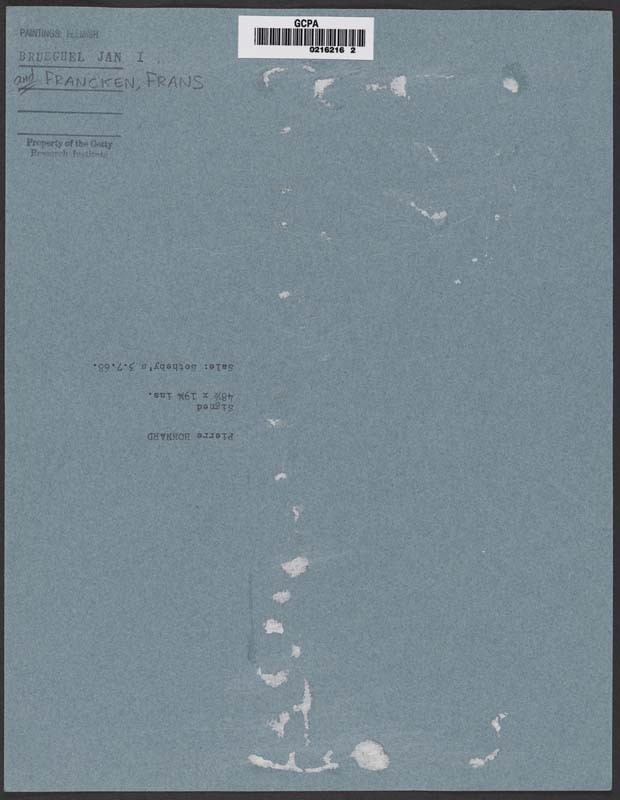 GCPA
0216216 2
PAINTINGS: FLEMISH
BRUEGHEL JAN I
and FRANCKEN, FRANS
Property of the Getty
Research Institute
Pierre BONNARD
Signed
48½ x 19¼ ins.
Sale: Sotheby's 3.7.68.